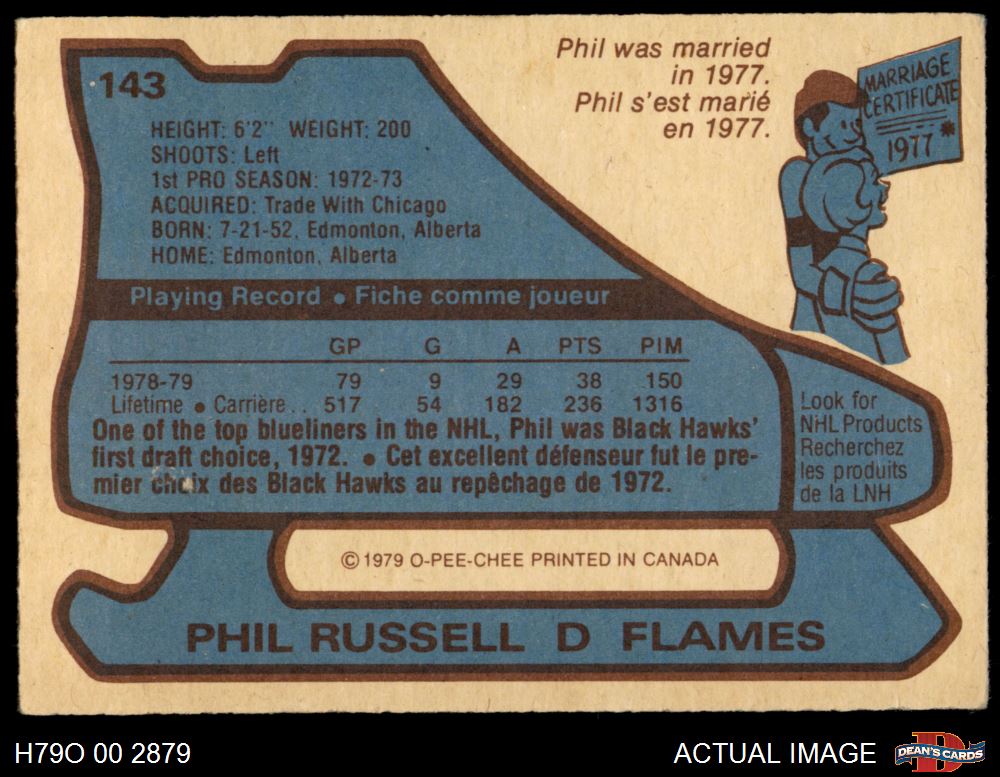 143
Phil was married
in 1977.
Phil s'est marié
en 1977.
MARRIAGE
CERTIFICATE
1977
HEIGHT: 6'2" WEIGHT: 200
SHOOTS: Left
1st PRO SEASON: 1972-73
ACQUIRED: Trade With Chicago
BORN: 7-21-52, Edmonton, Alberta
HOME: Edmonton, Alberta
Playing Record • Fiche comme joueur
GP G A PTS PIM
1978-79 79 9 29 38 150
Lifetime • Carrière.. 517 54 182 236 1316
One of the top blueliners in the NHL, Phil was Black Hawks'
first draft choice, 1972. • Cet excellent défenseur fut le pre-
mier choix des Black Hawks au repêchage de 1972.
Look for
NHL Products
Recherchez
les produits
de la LNH
© 1979 O-PEE-CHEE PRINTED IN CANADA
PHIL RUSSELL D FLAMES
H79O 00 2879
ACTUAL IMAGE
D
DEAN'S CARDS